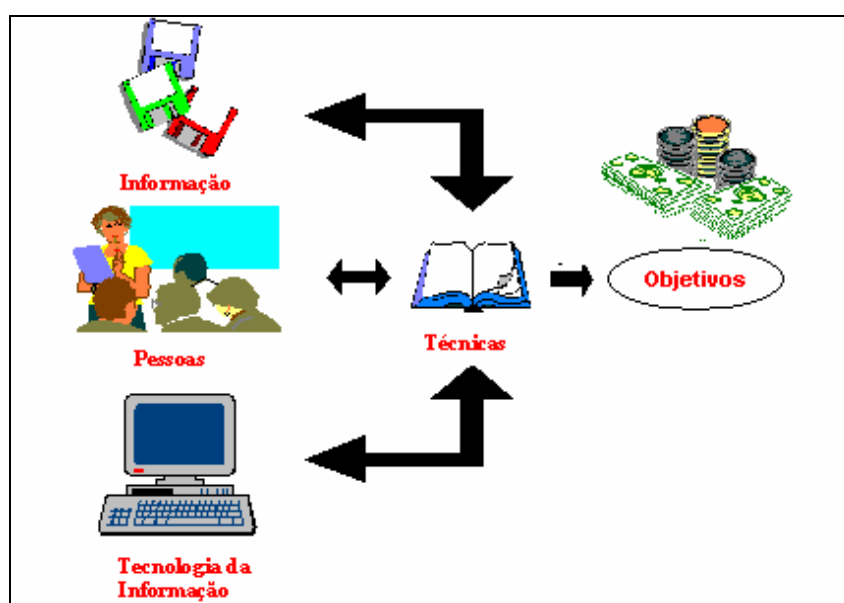 Informação
Pessoas
Técnicas
Objetivos
Tecnologia da
Informação